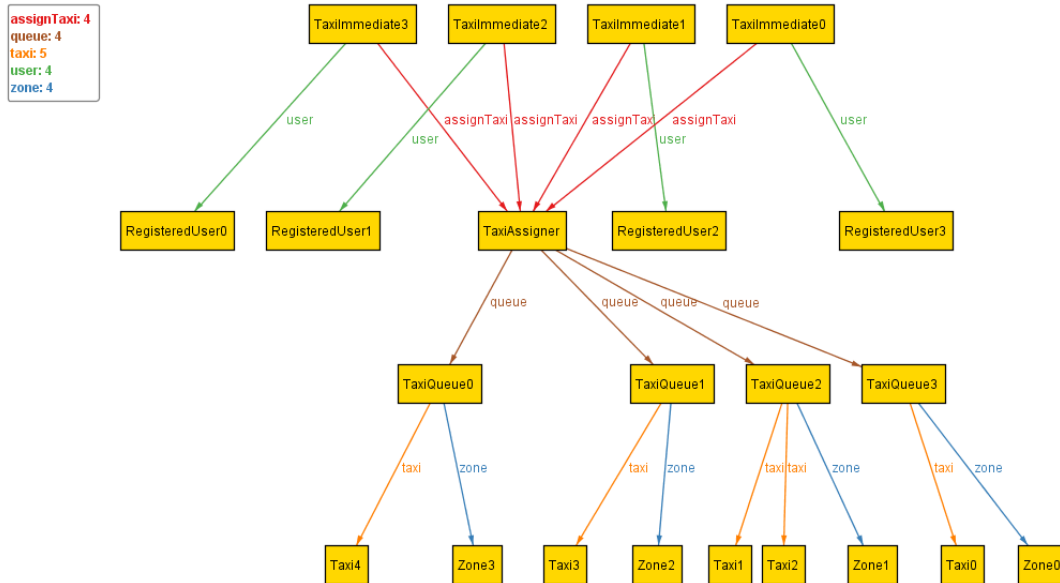 assignTaxi: 4
queue: 4
taxi: 5
user: 4
zone: 4
TaxiImmediate3
TaxiImmediate2
TaxiImmediate1
TaxiImmediate0
user
assignTaxi
assignTaxi
assignTaxi
assignTaxi
user
user
user
RegisteredUser0
RegisteredUser1
TaxiAssigner
RegisteredUser2
RegisteredUser3
queue
queue
queue
queue
TaxiQueue0
TaxiQueue1
TaxiQueue2
TaxiQueue3
taxi
zone
taxi
zone
taxi
taxi
zone
taxi
zone
Taxi4
Zone3
Taxi3
Zone2
Taxi1
Taxi2
Zone1
Taxi0
Zone0